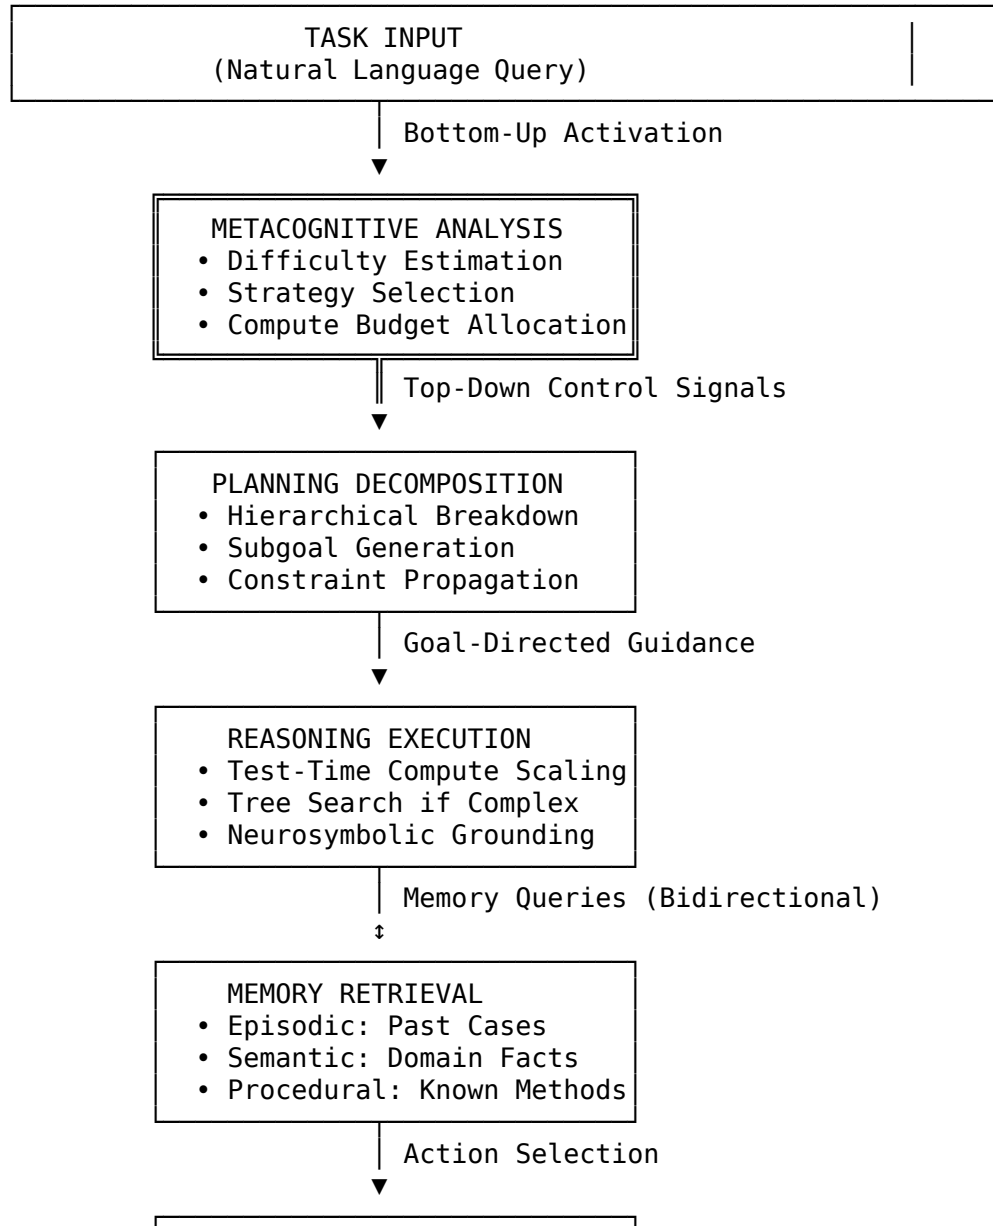 TASK INPUT
(Natural Language Query)
Bottom-Up Activation
METACOGNITIVE ANALYSIS
• Difficulty Estimation
• Strategy Selection
• Compute Budget Allocation
Top-Down Control Signals
PLANNING DECOMPOSITION
• Hierarchical Breakdown
• Subgoal Generation
• Constraint Propagation
Goal-Directed Guidance
REASONING EXECUTION
• Test-Time Compute Scaling
• Tree Search if Complex
• Neurosymbolic Grounding
Memory Queries (Bidirectional)
MEMORY RETRIEVAL
• Episodic: Past Cases
• Semantic: Domain Facts
• Procedural: Known Methods
Action Selection